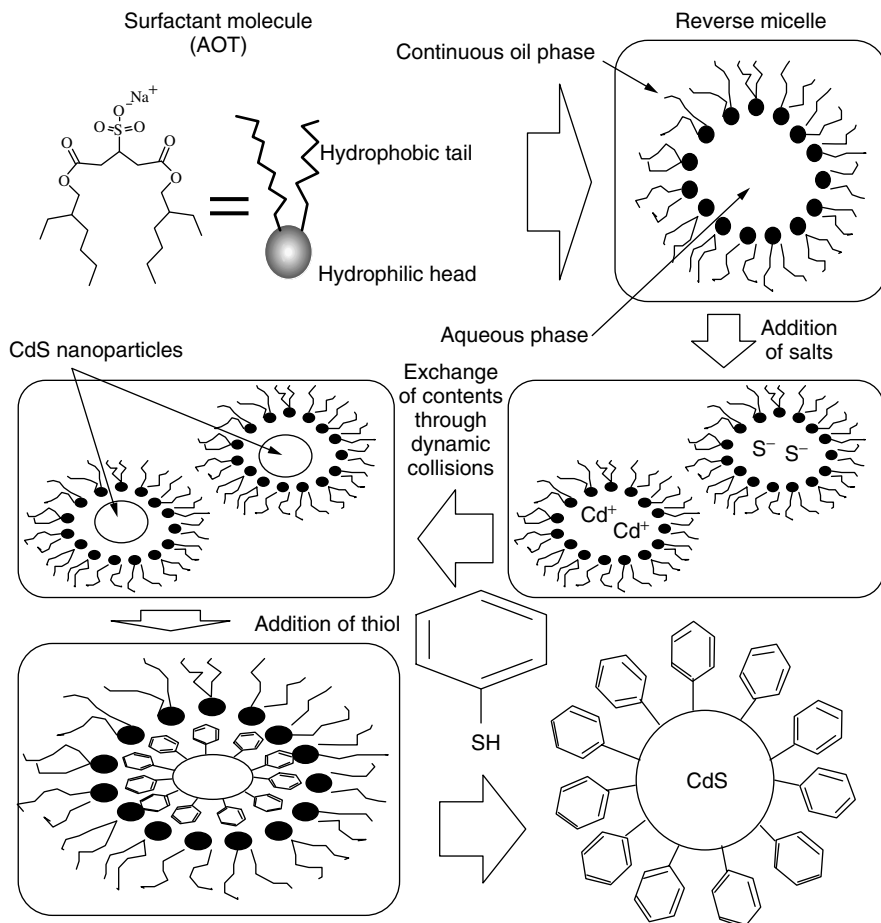 Surfactant molecule
(AOT)
Reverse micelle
Continuous oil phase
O–Na+
O=S=O
O
O
O
O
Hydrophobic tail
Hydrophilic head
Aqueous phase
Addition
of salts
CdS nanoparticles
Exchange
of contents
through
dynamic
collisions
S– S–
Cd+
Cd+
Addition of thiol
SH
CdS